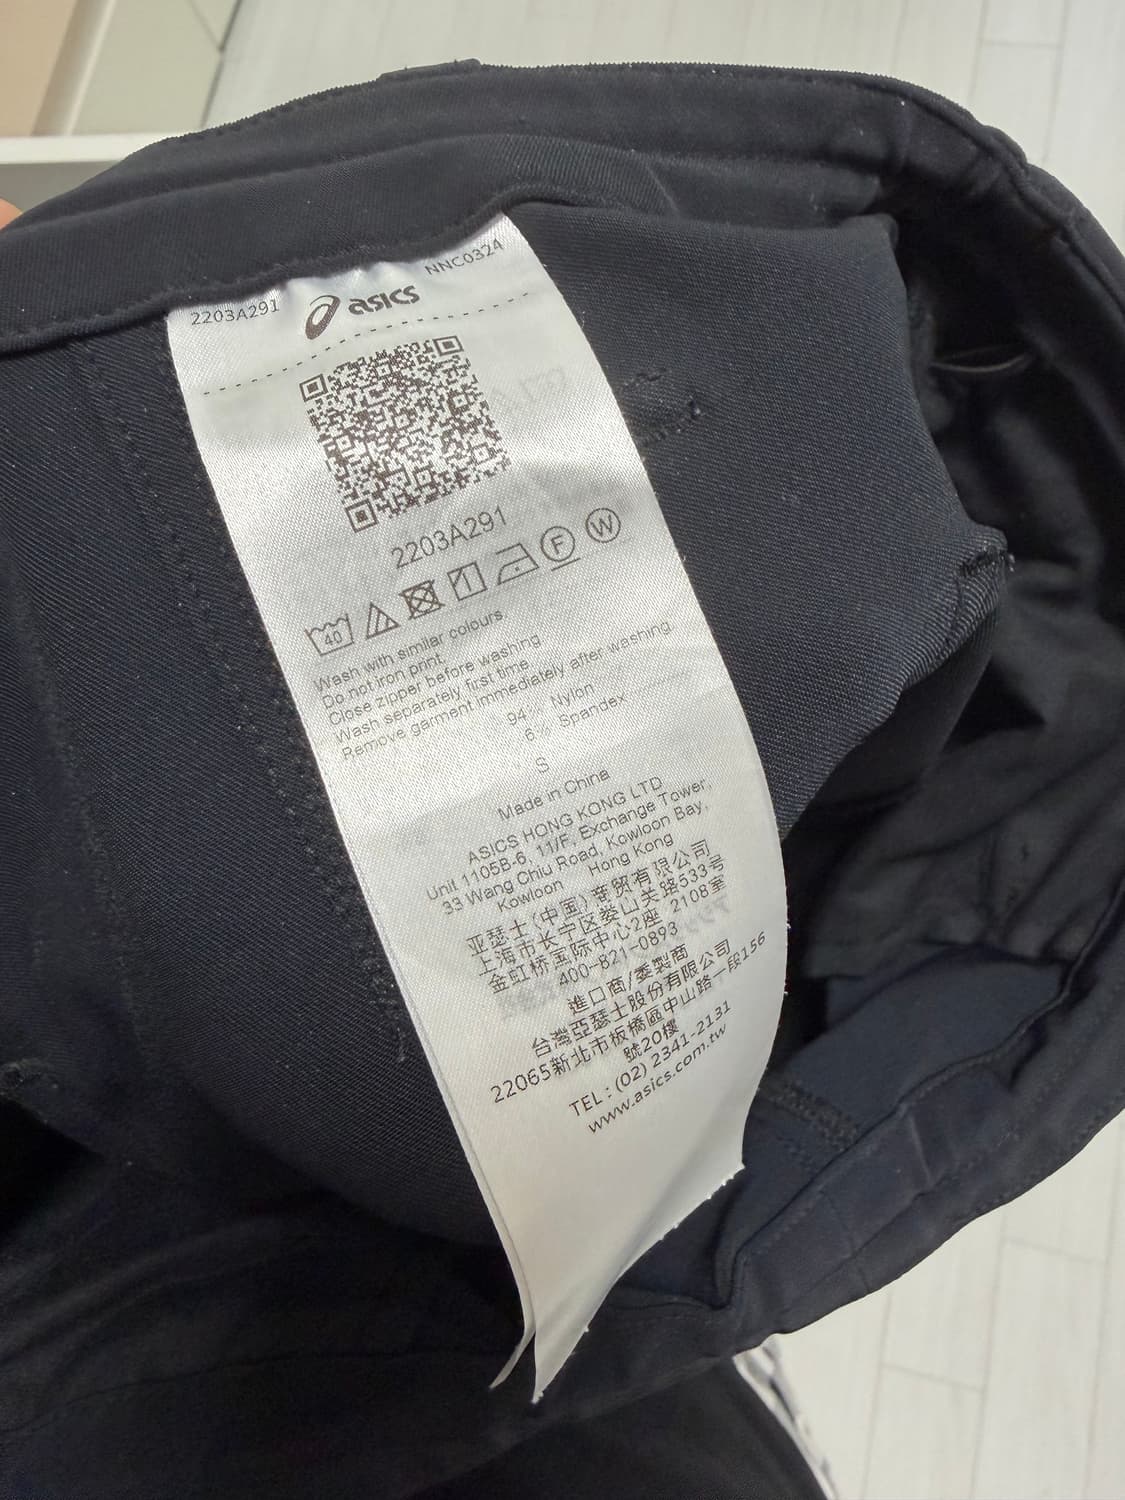 2203A291
asics
NNC0324
2203A291
40
F
W
Wash with similar colours.
Do not iron print.
Close zipper before washing
Wash separately first time
Remove garment immediately after washing.
94% Nylon
6% Spandex
S
Made in China
ASICS HONG KONG LTD
Unit 1105B-6, 11/F, Exchange Tower,
33 Wang Chiu Road, Kowloon Bay,
Kowloon Hong Kong
亚瑟士(中国)商贸有限公司
上海市长宁区娄山关路533号
金虹桥国际中心2座 2108室
400-821-0893
進口商/委製商
台灣亞瑟士股份有限公司
22065新北市板橋區中山路一段156
號20樓
TEL:(02) 2341-2131
www.asics.com.tw